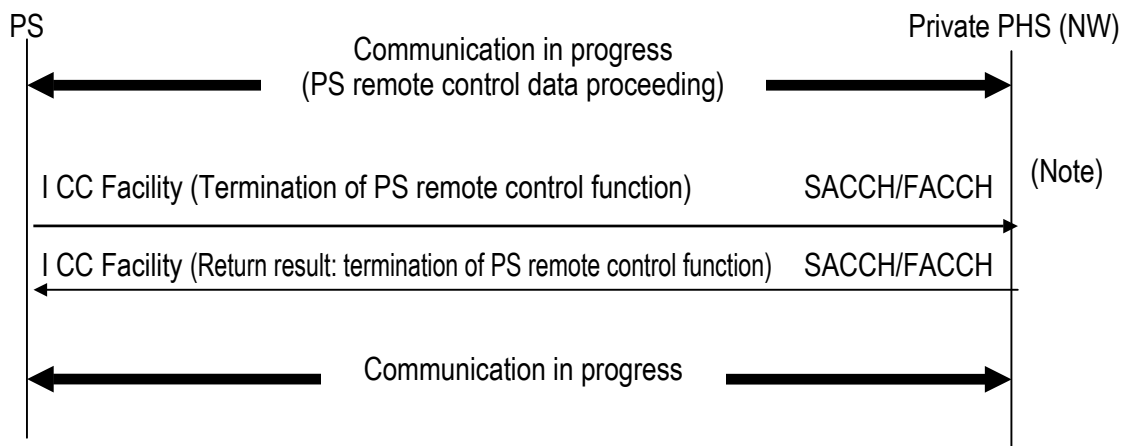 PS
Private PHS (NW)
Communication in progress
(PS remote control data proceeding)
I CC Facility (Termination of PS remote control function) SACCH/FACCH
(Note)
I CC Facility (Return result: termination of PS remote control function) SACCH/FACCH
Communication in progress